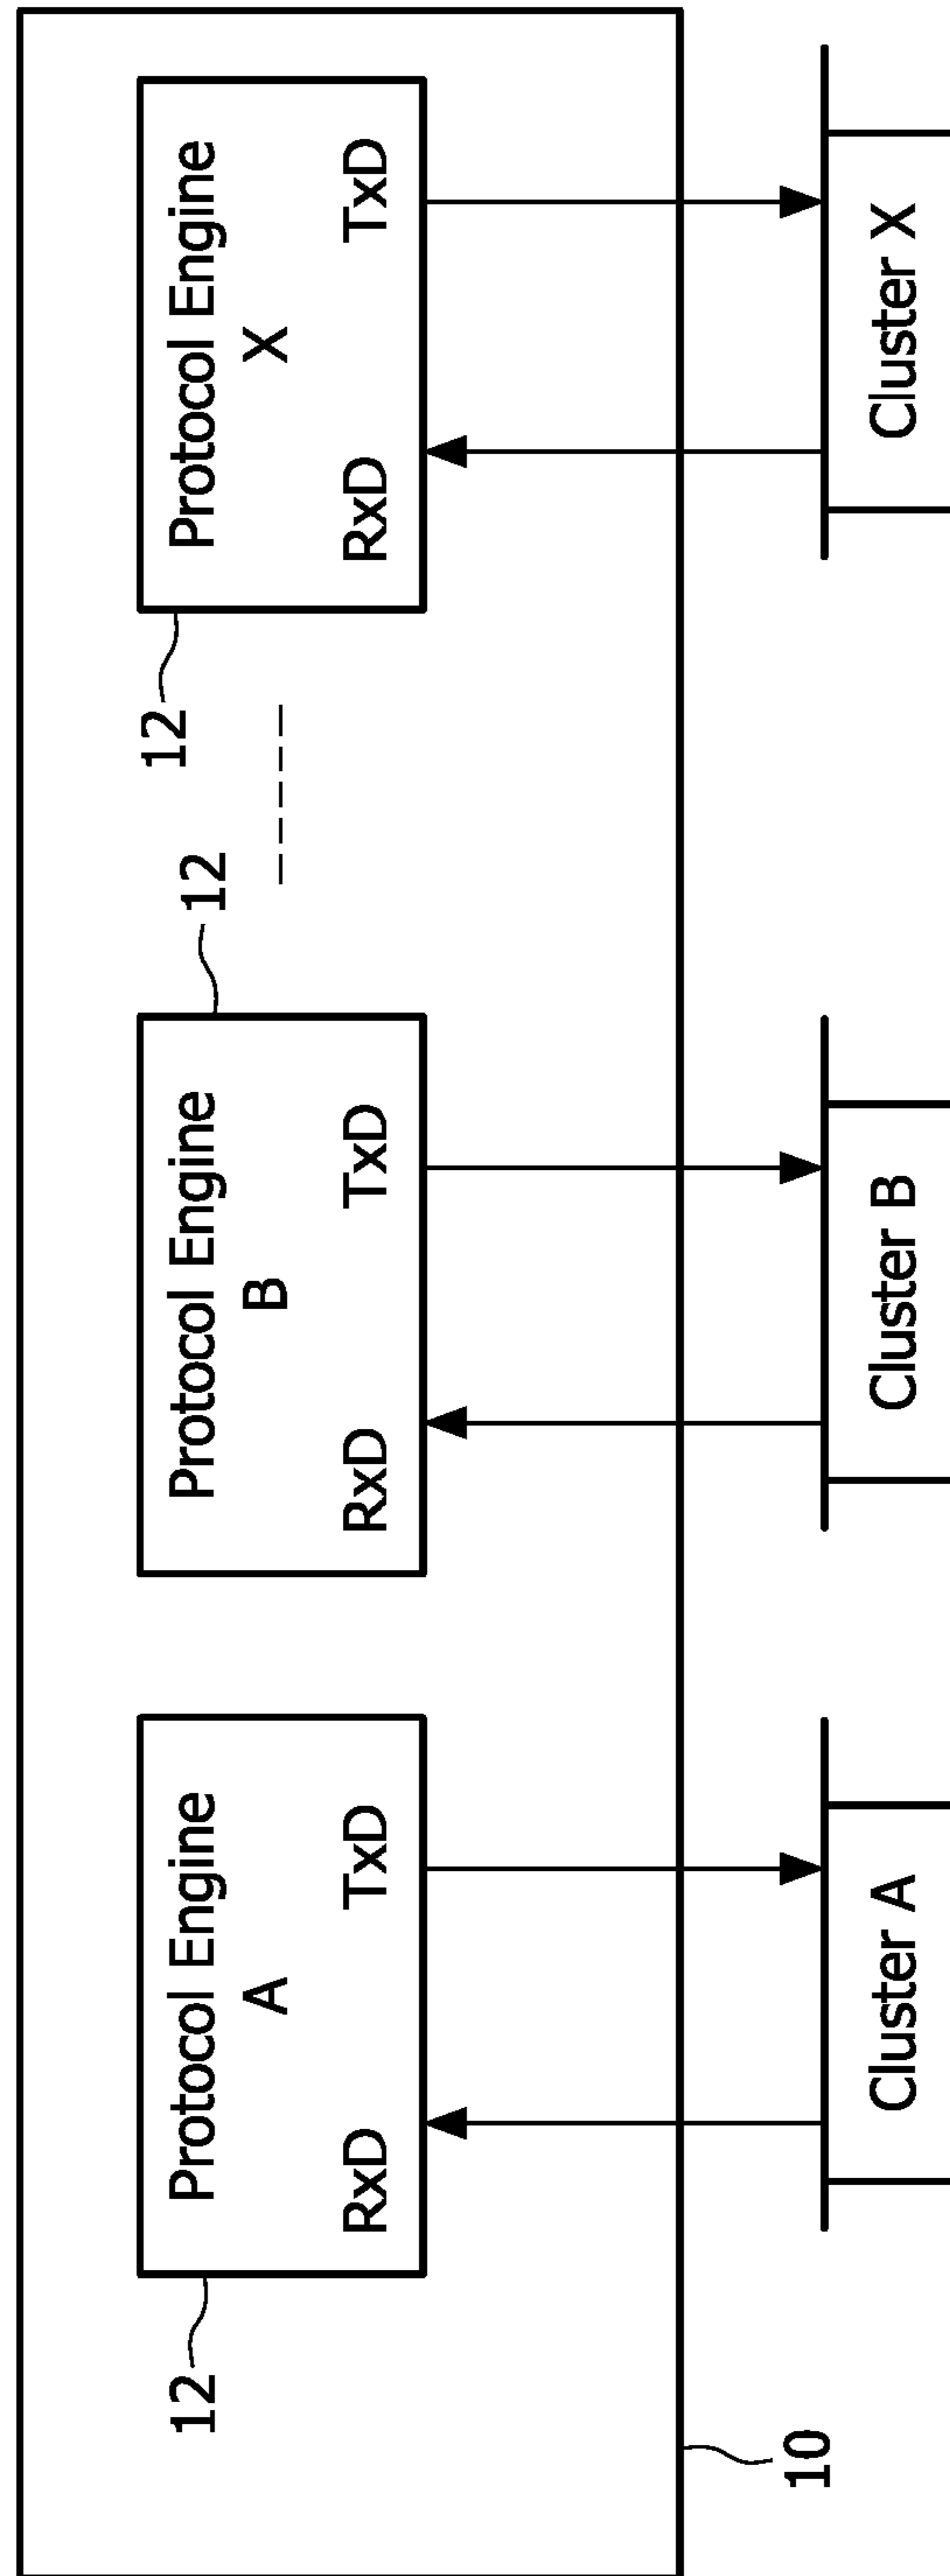 12
Protocol Engine
A
RxD
TxD
Protocol Engine
B
RxD
TxD
12
12
Protocol Engine
X
RxD
TxD
10
Cluster A
Cluster B
Cluster X